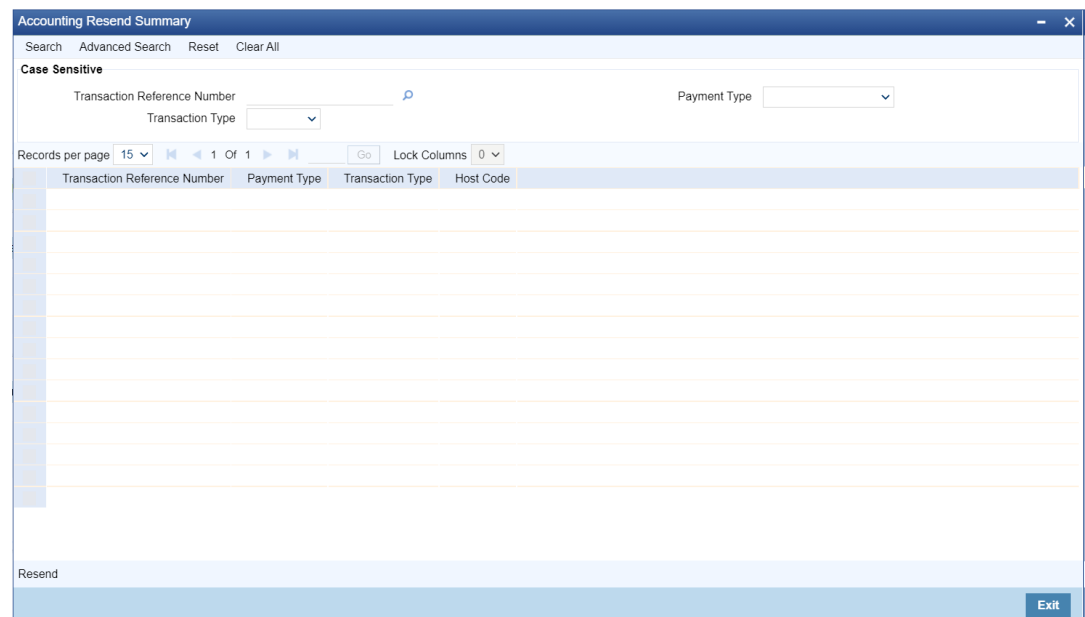 Accounting Resend Summary
Search Advanced Search Reset Clear All
Case Sensitive
Transaction Reference Number Payment Type
Transaction Type
Records per page 15 1 Of 1 Go Lock Columns 0
Transaction Reference Number Payment Type Transaction Type Host Code
Resend
Exit